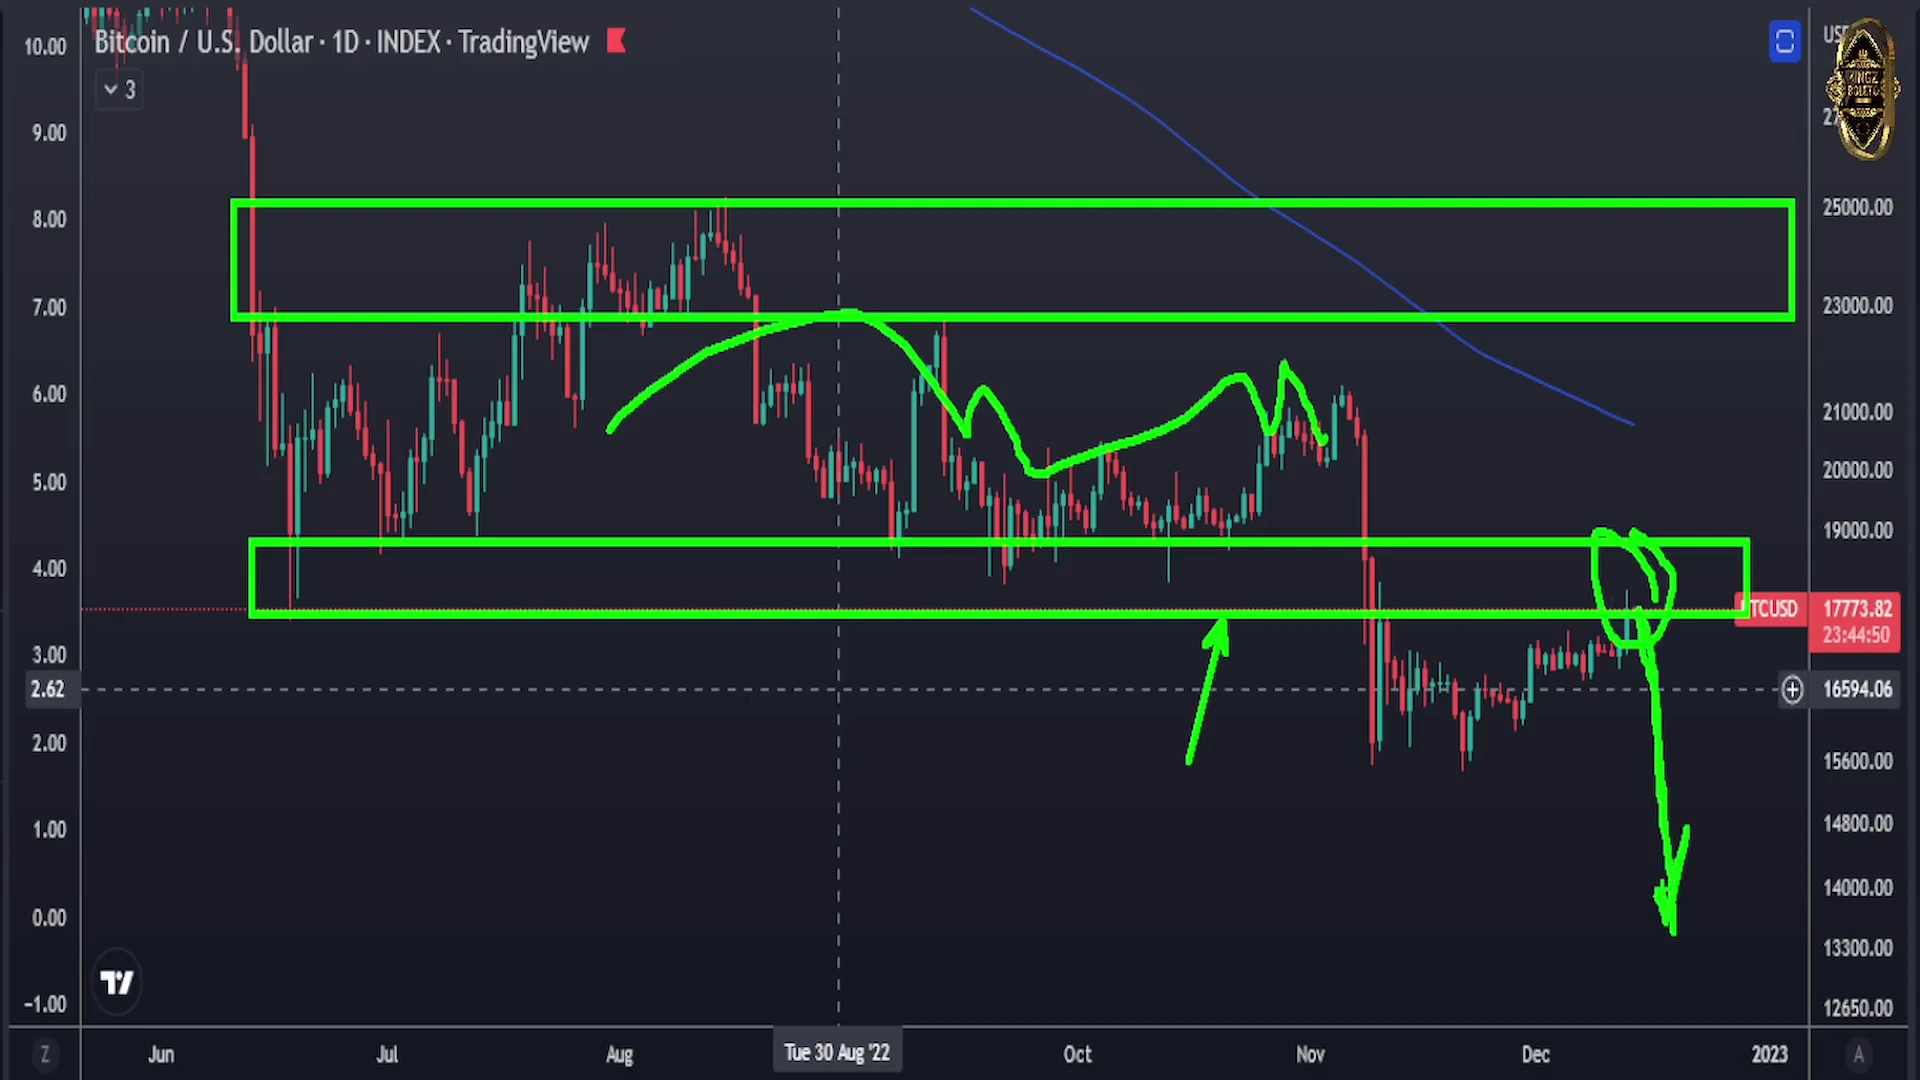 Bitcoin / U.S. Dollar · 1D · INDEX · TradingView
3
10.00
9.00
8.00
7.00
6.00
5.00
4.00
3.00
2.62
2.00
1.00
0.00
-1.00
25000.00
23000.00
21000.00
20000.00
19000.00
TCUSD
17773.82
23:44:50
16594.06
15600.00
14800.00
14000.00
13300.00
12650.00
Z
Jun
Jul
Aug
Tue 30 Aug '22
Oct
Nov
Dec
2023
A